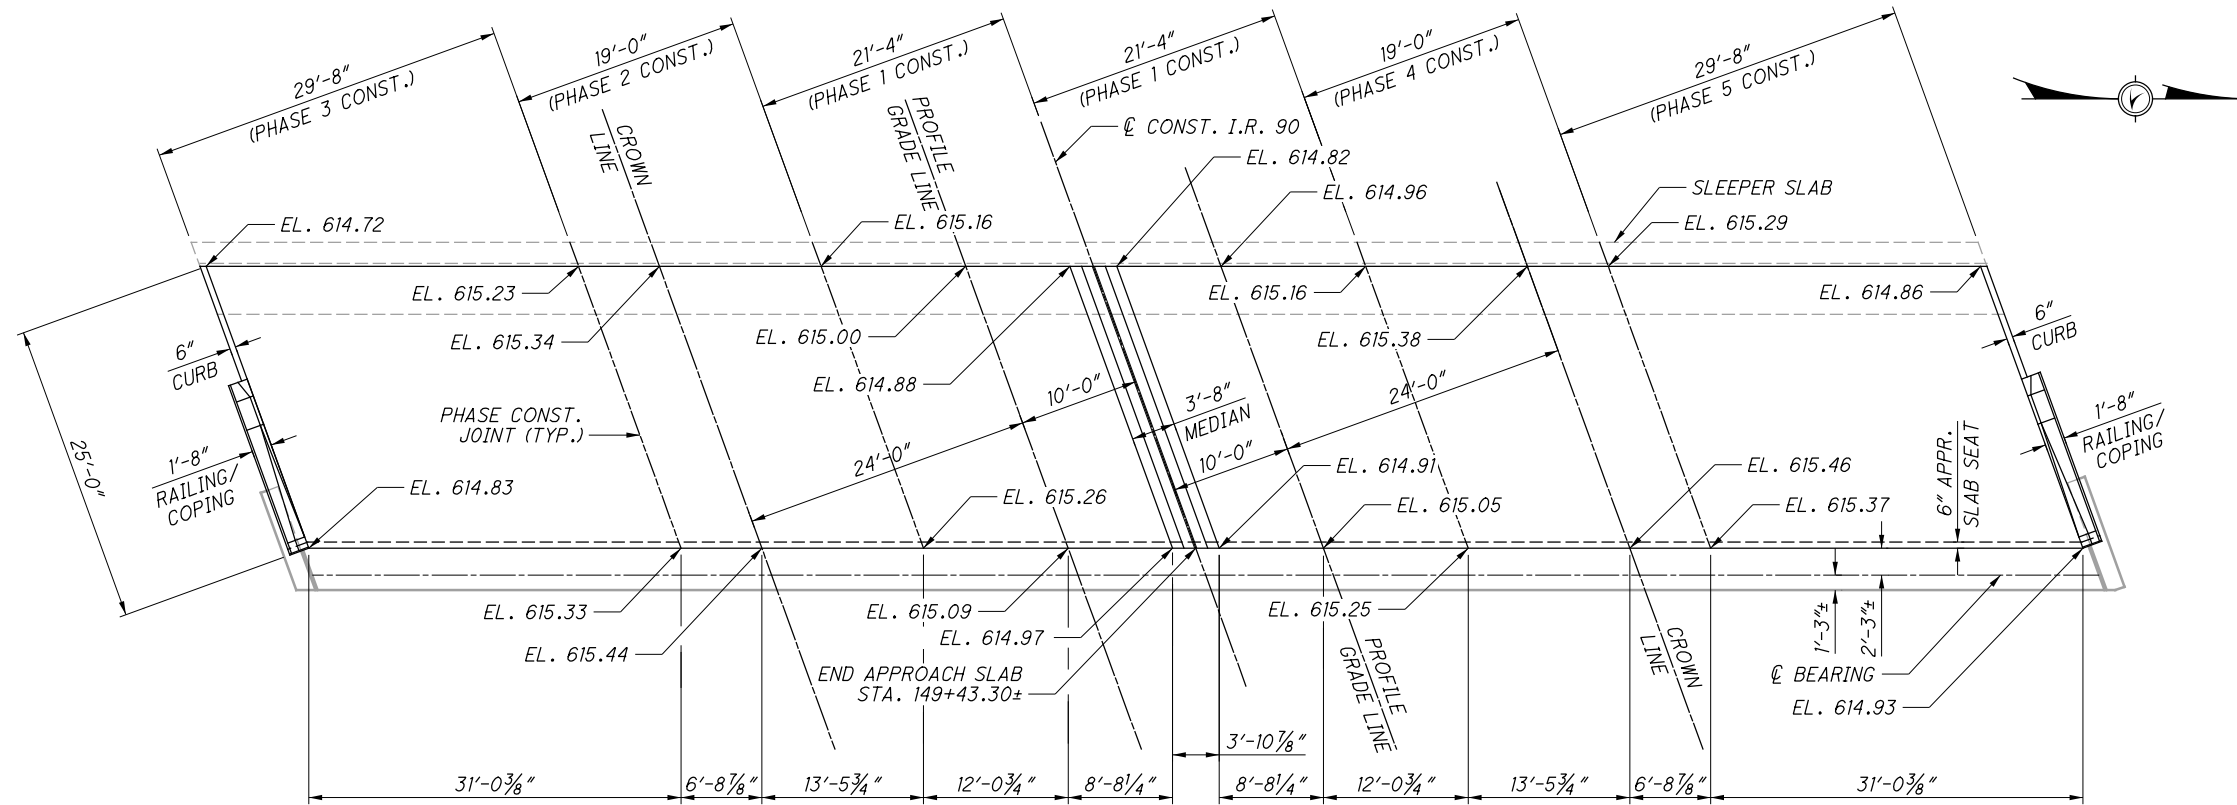 29'-8"
(PHASE 3 CONST.)
19'-0"
(PHASE 2 CONST.)
21'-4"
(PHASE 1 CONST.)
21'-4"
(PHASE 1 CONST.)
19'-0"
(PHASE 4 CONST.)
29'-8"
(PHASE 5 CONST.)
CROWN
LINE
PROFILE
GRADE LINE
℄ CONST. I.R. 90
EL. 614.82
EL. 614.96
SLEEPER SLAB
EL. 614.72
EL. 615.16
EL. 615.29
EL. 615.23
EL. 615.16
EL. 614.86
EL. 615.34
EL. 615.00
EL. 615.38
EL. 614.88
6"
CURB
6"
CURB
10'-0"
24'-0"
3'-8"
MEDIAN
PHASE CONST.
JOINT (TYP.)
24'-0"
10'-0"
25'-0"
1'-8"
RAILING/
COPING
1'-8"
RAILING/
COPING
6" APPR.
SLAB SEAT
EL. 614.83
EL. 615.26
EL. 614.91
EL. 615.46
EL. 615.05
EL. 615.37
EL. 615.33
EL. 615.09
EL. 615.25
EL. 614.97
EL. 615.44
1'-3"±
2'-3"±
END APPROACH SLAB
STA. 149+43.30±
PROFILE
GRADE LINE
CROWN
LINE
℄ BEARING
EL. 614.93
3'-10⅞"
31'-0⅜"
6'-8⅞"
13'-5¾"
12'-0¾"
8'-8¼"
8'-8¼"
12'-0¾"
13'-5¾"
6'-8⅞"
31'-0⅜"